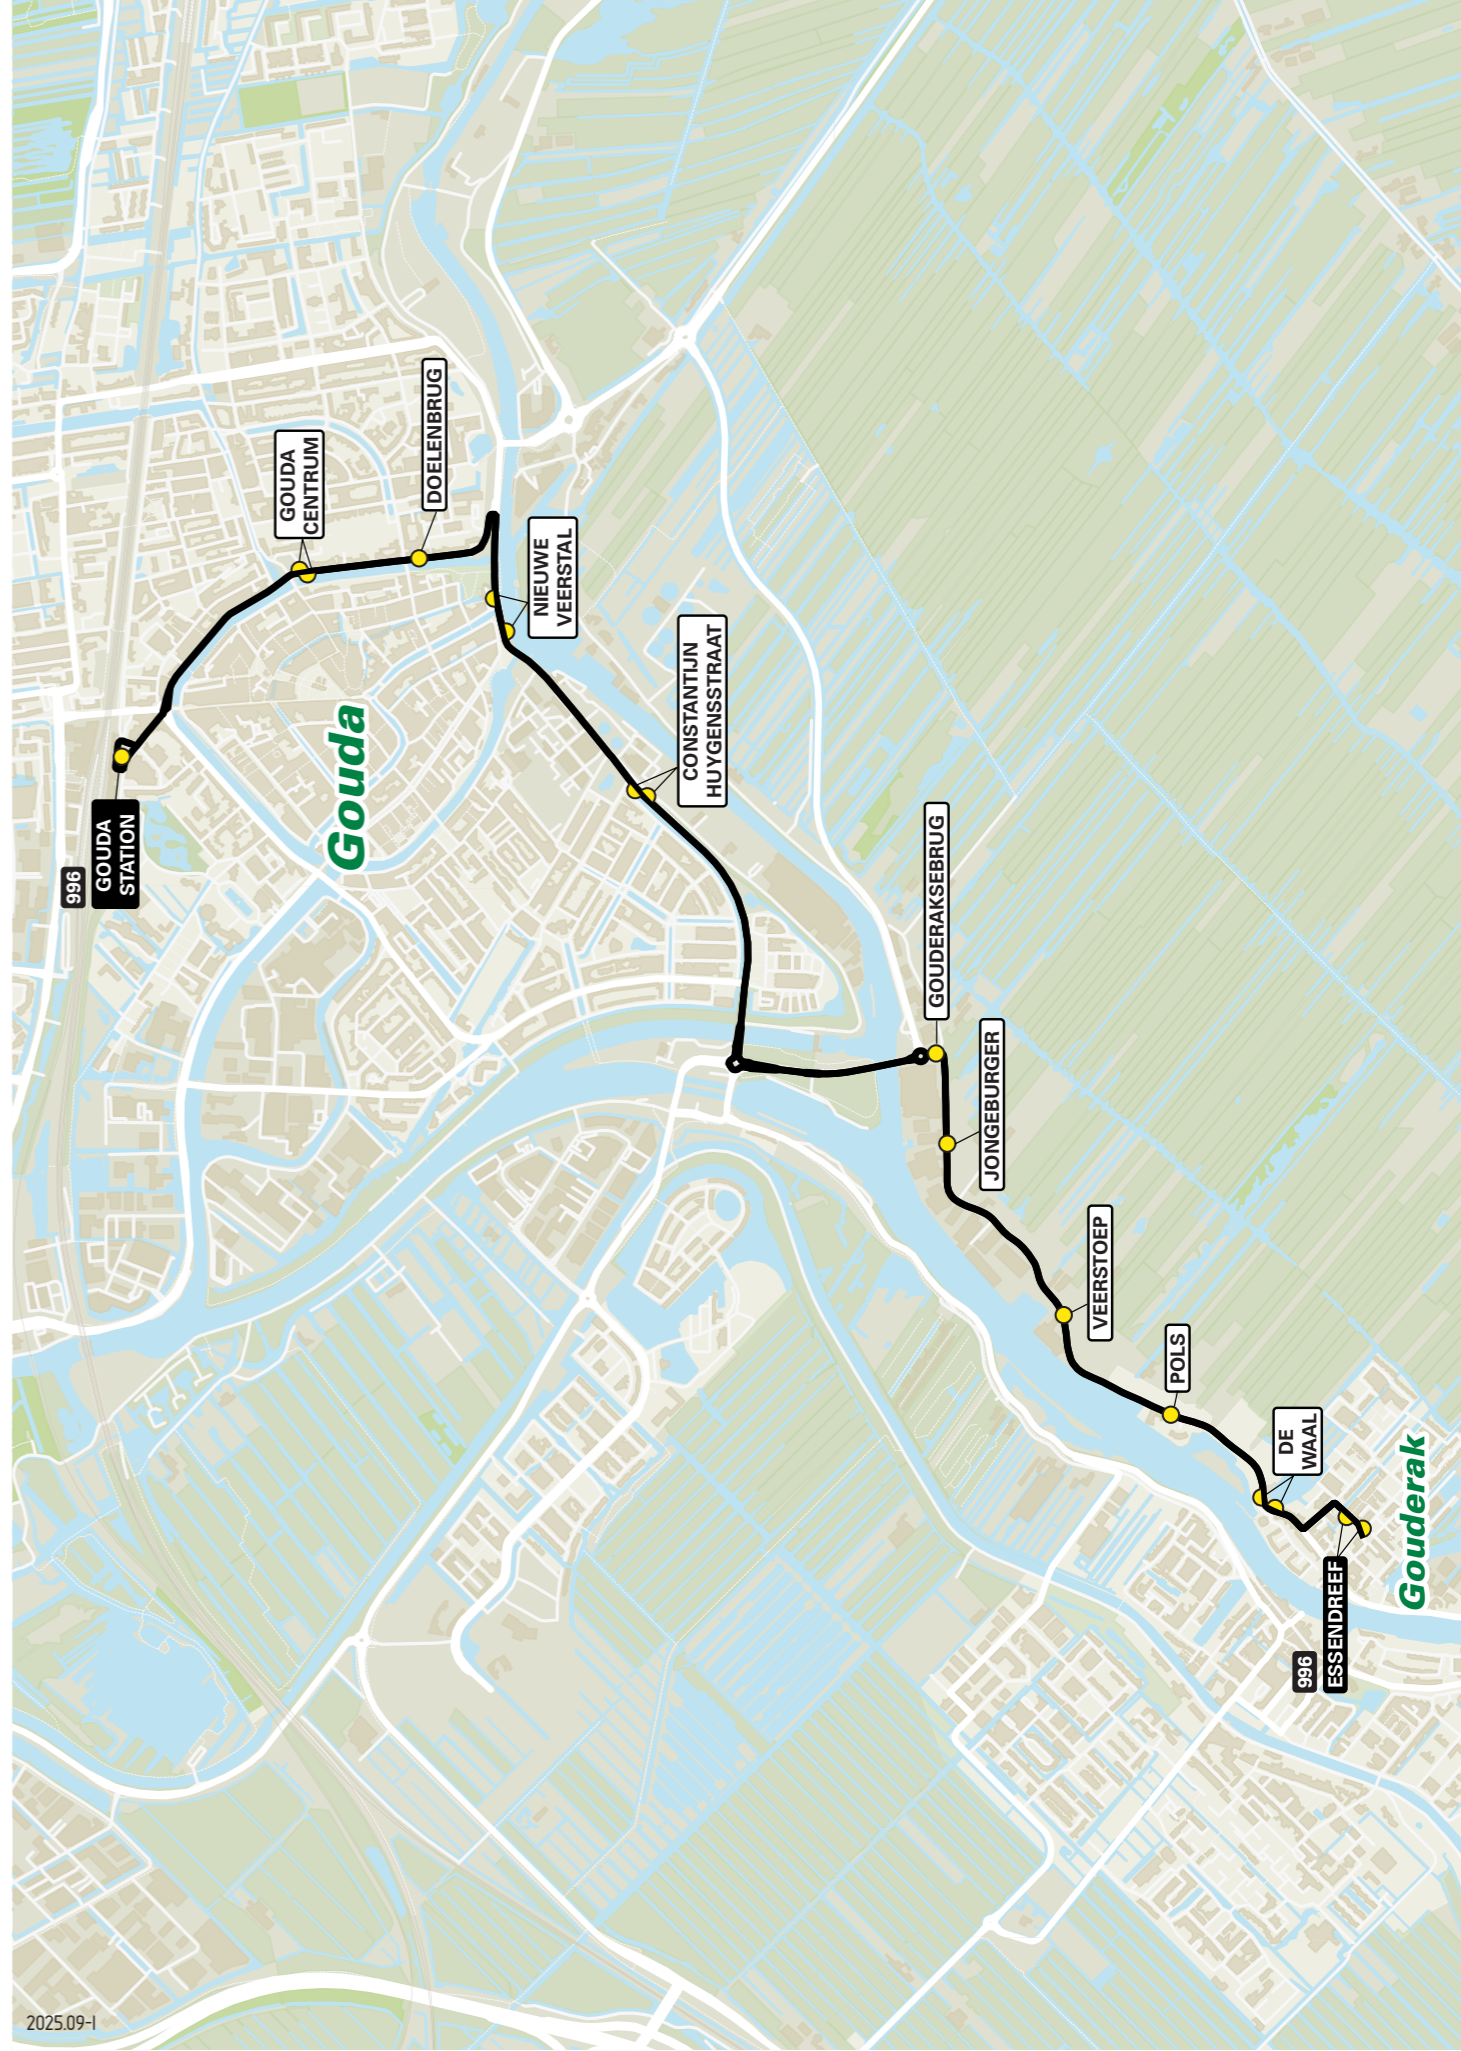 996
GOUDA
STATION
GOUDA
CENTRUM
DOELENBRUG
NIEUWE
VEERSTAL
Gouda
CONSTANTIJN
HUYGENSSTRAAT
GOUDERAKSEBRUG
JONGEBURGER
VEERSTOEP
POLS
DE
WAAL
Gouderak
996
ESSENDREEF
2025.09-I